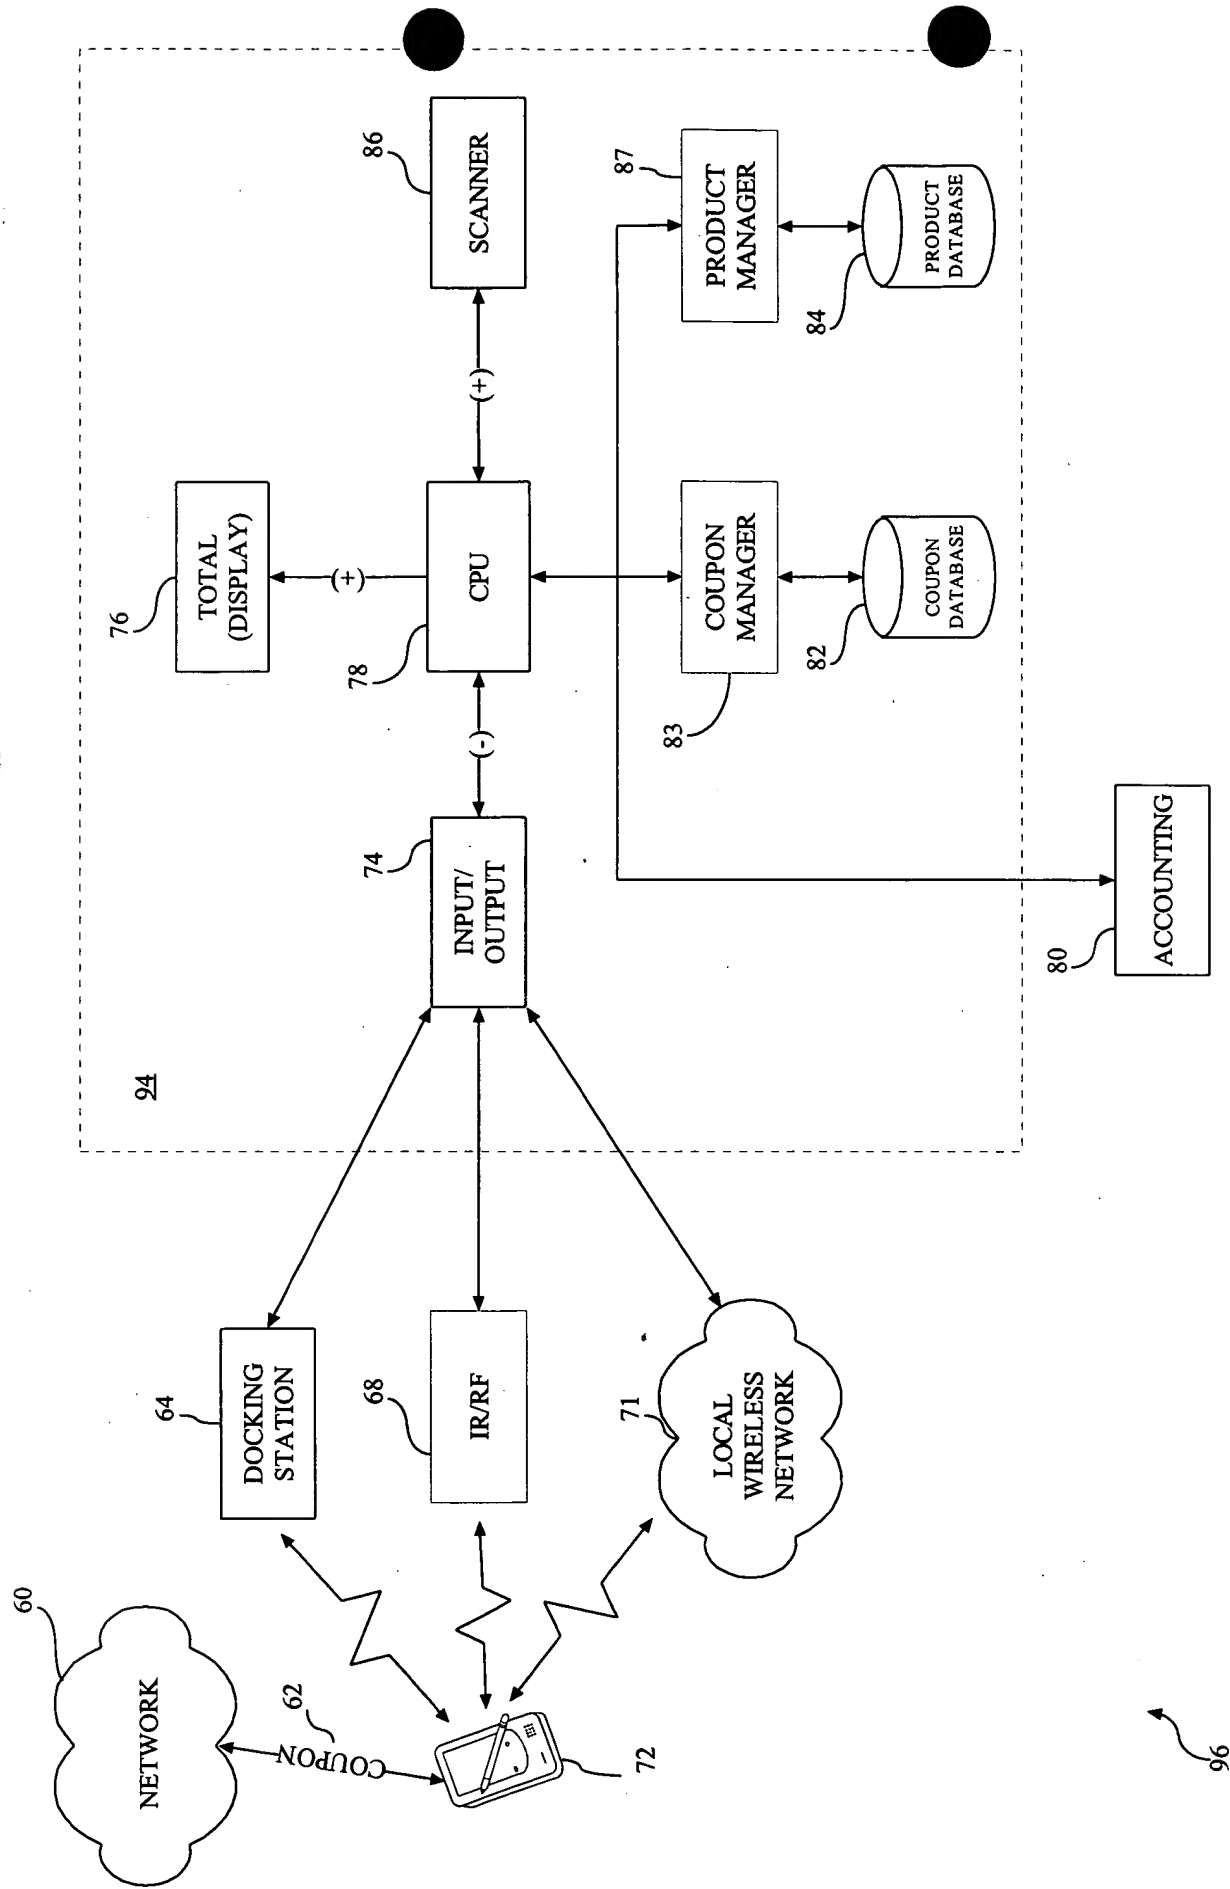 60
NETWORK
62
COUPON
72
64
DOCKING
STATION
68
IR/RF
71
LOCAL
WIRELESS
NETWORK
94
74
INPUT/
OUTPUT
(-)
76
TOTAL
(DISPLAY)
(+)
78
CPU
(+)
86
SCANNER
83
COUPON
MANAGER
87
PRODUCT
MANAGER
82
COUPON
DATABASE
84
PRODUCT
DATABASE
80
ACCOUNTING
96